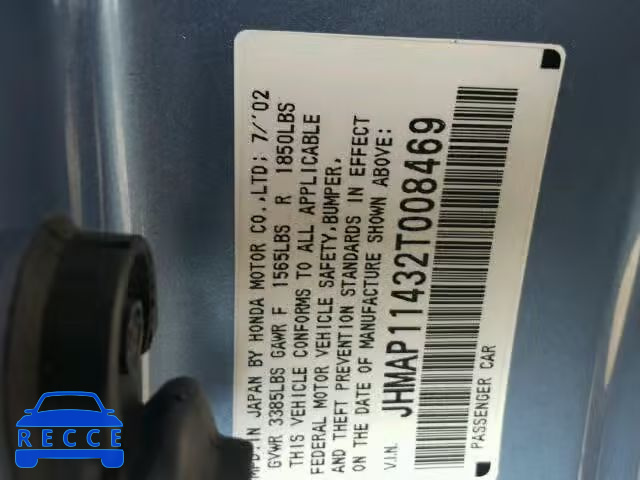 MFD. IN JAPAN BY HONDA MOTOR CO.,LTD; 7/'02
GVWR 3385LBS GAWR F 1565LBS R 1850LBS
THIS VEHICLE CONFORMS TO ALL APPLICABLE
FEDERAL MOTOR VEHICLE SAFETY,BUMPER,
AND THEFT PREVENTION STANDARDS IN EFFECT
ON THE DATE OF MANUFACTURE SHOWN ABOVE:
V.I.N. JHMAP11432T008469
PASSENGER CAR
RECCE